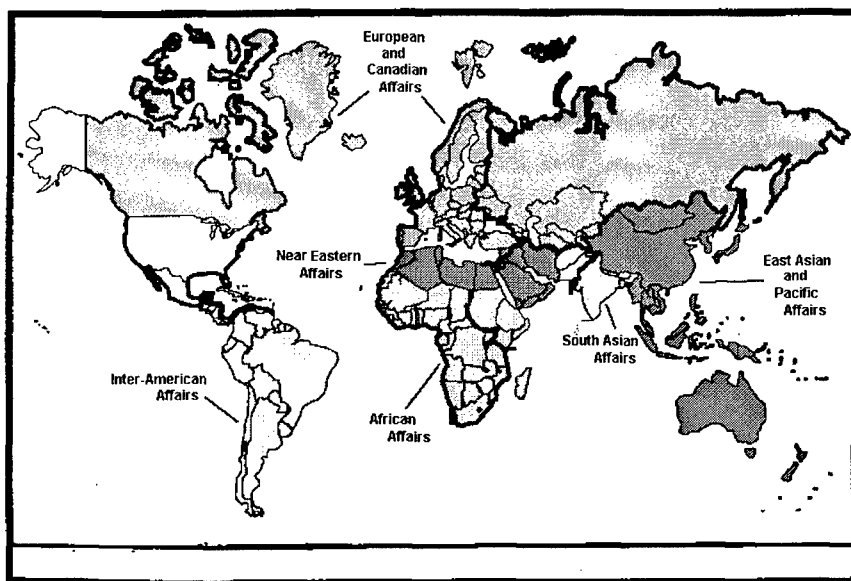 European
and
Canadian
Affairs
Near Eastern
Affairs
East Asian
and
Pacific
Affairs
South Asian
Affairs
Inter-American
Affairs
African
Affairs